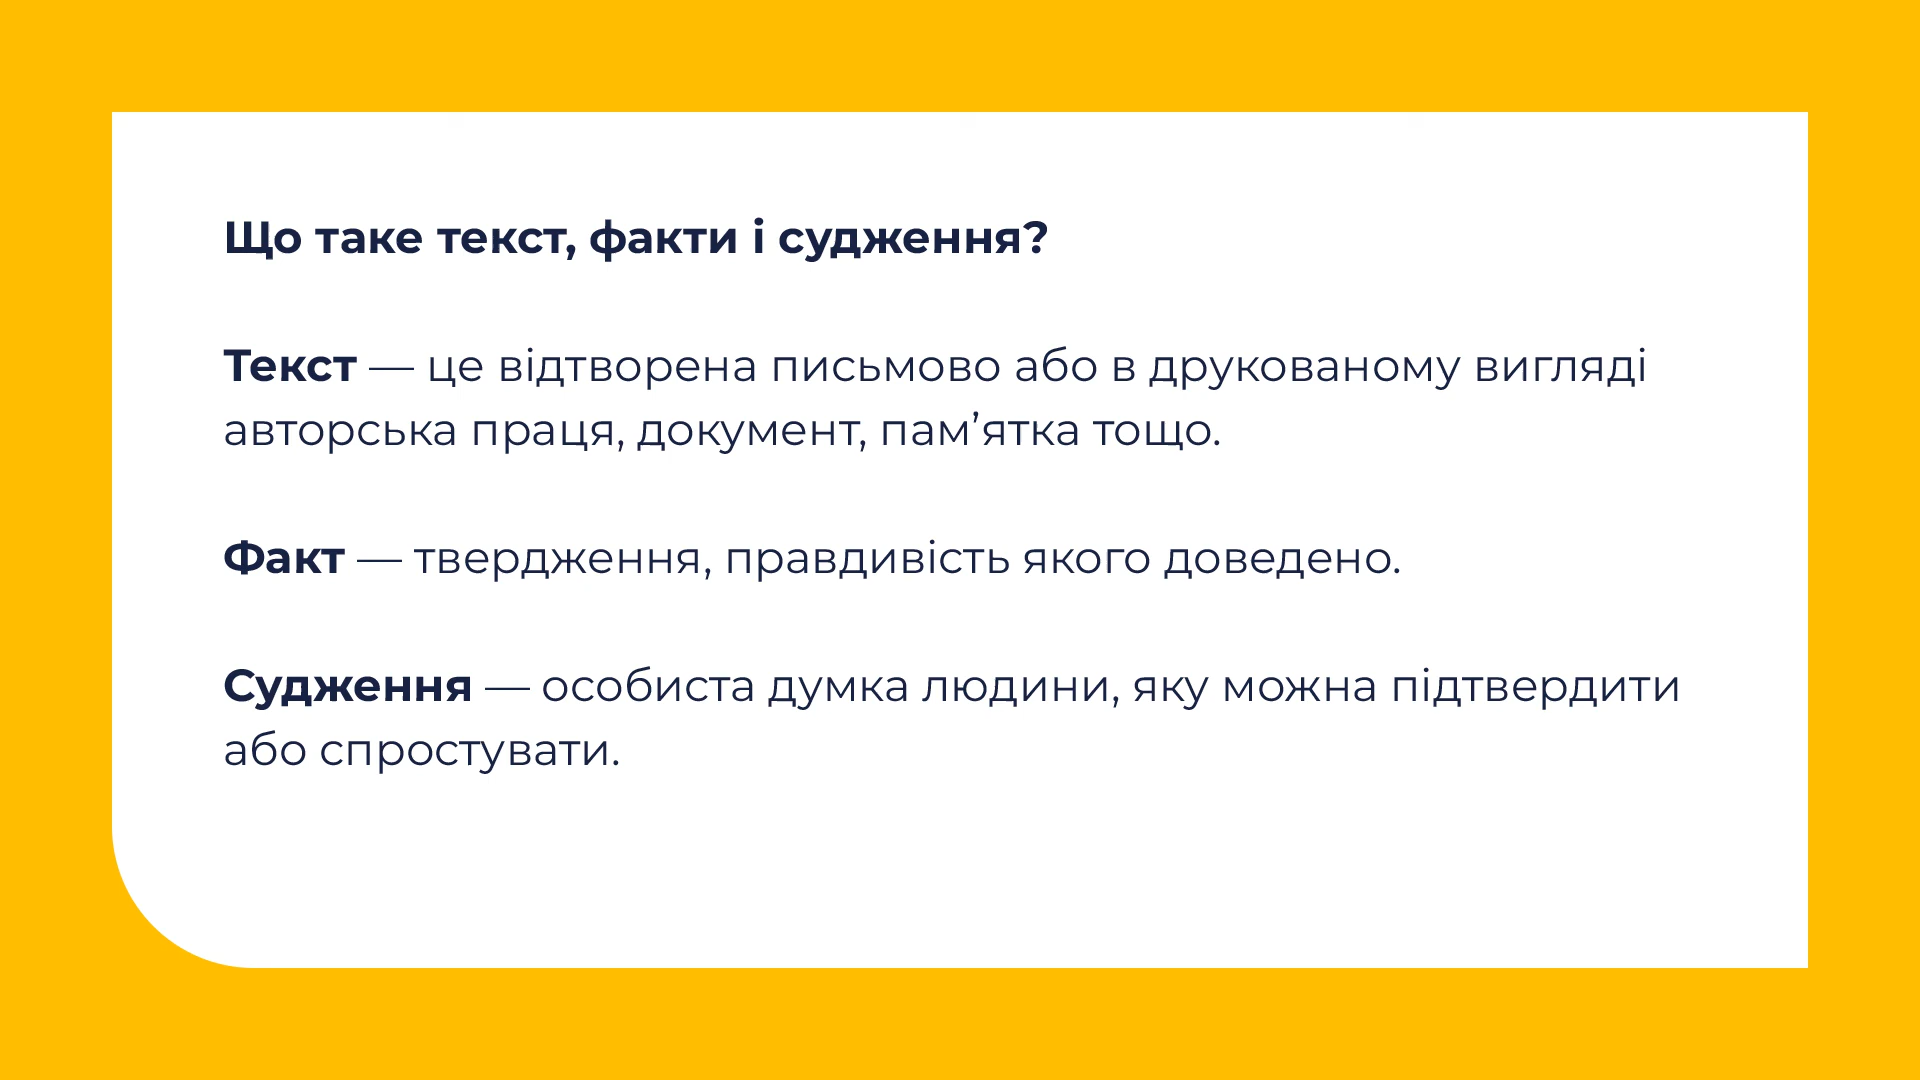 Що таке текст, факти і судження?
Текст — це відтворена письмово або в друкованому вигляді
авторська праця, документ, пам’ятка тощо.
Факт — твердження, правдивість якого доведено.
Судження — особиста думка людини, яку можна підтвердити
або спростувати.